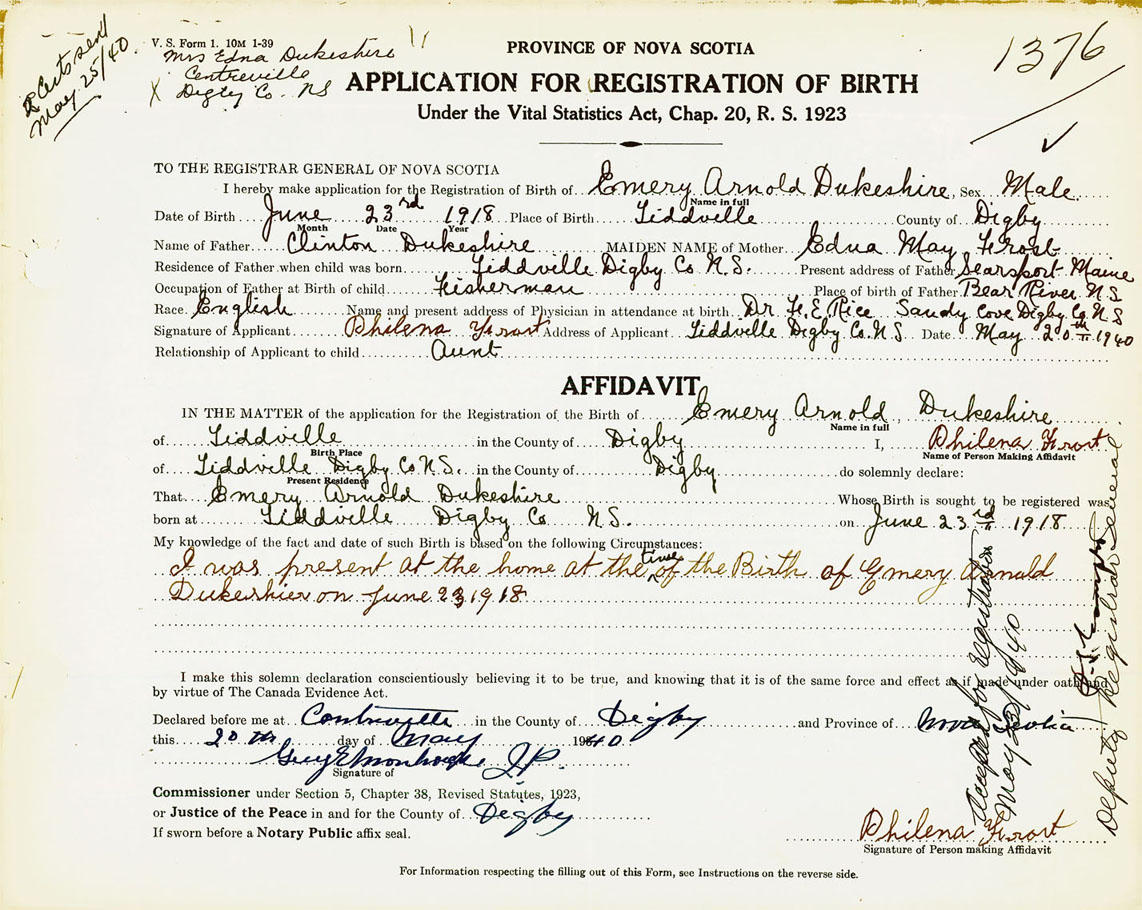 2 Certs sent
May 25/40
V. S. Form 1. 10M 1-39
Mrs Edna Dukeshire
Centreville
X Digby Co. NS
1376
PROVINCE OF NOVA SCOTIA
APPLICATION FOR REGISTRATION OF BIRTH
Under the Vital Statistics Act, Chap. 20, R. S. 1923
TO THE REGISTRAR GENERAL OF NOVA SCOTIA
I hereby make application for the Registration of Birth of Emery Arnold Dukeshire, Sex Male
Name in full
Date of Birth June 23rd 1918 Place of Birth Tiddville County of Digby
Month Date Year
Name of Father Clinton Dukeshire MAIDEN NAME of Mother Edna May Frost
Residence of Father when child was born Tiddville Digby Co N.S. Present address of Father Searsport Maine
Occupation of Father at Birth of child Fisherman Place of birth of Father Bear River N.S
Race English Name and present address of Physician in attendance at birth Dr F. E. Rice Sandy Cove Digby Co. N S
Signature of Applicant Philena Frost Address of Applicant Tiddville Digby Co. N.S. Date May 20th 1940
Relationship of Applicant to child Aunt
AFFIDAVIT
IN THE MATTER of the application for the Registration of the Birth of Emery Arnold, Dukeshire
Name in full
of Tiddville in the County of Digby I, Philena Frost
Birth Place Name of Person Making Affidavit
of Tiddville Digby Co N.S. in the County of Digby do solemnly declare:
Present Residence
That Emery Arnold Dukeshire Whose Birth is sought to be registered was
born at Tiddville Digby Co N.S. on June 23rd 1918
My knowledge of the fact and date of such Birth is based on the following Circumstances:
I was present at the home at the time of the Birth of Emery Arnold
Dukeshier on June 23 1918
I make this solemn declaration conscientiously believing it to be true, and knowing that it is of the same force and effect as if made under oath and
by virtue of The Canada Evidence Act.
Declared before me at Centreville in the County of Digby and Province of Nova Scotia
this 20th day of May 1940
Guy E J.P.
Signature of
Commissioner under Section 5, Chapter 38, Revised Statutes, 1923,
or Justice of the Peace in and for the County of Digby
If sworn before a Notary Public affix seal.
Philena Frost
Signature of Person making Affidavit
For Information respecting the filling out of this Form, see Instructions on the reverse side.
Accepted for registration
May 23/1940
Deputy Registrar General